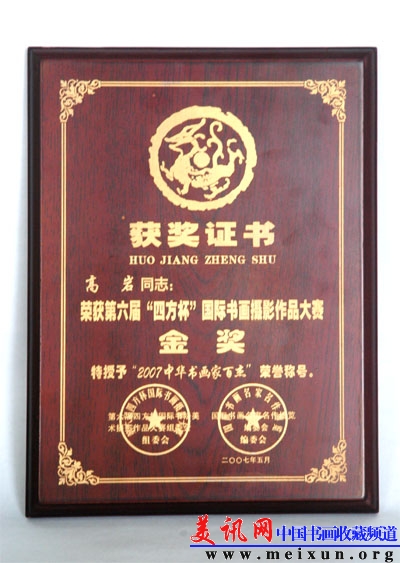 获奖证书
HUO JIANG ZHENG SHU
高 岩 同志：
荣获第六届“四方杯”国际书画摄影作品大赛
金奖
特授予“2007中华书画家百杰”荣誉称号。
组委会
编委会
二○○七年五月
美讯网 中国书画收藏频道
www.meixun.org